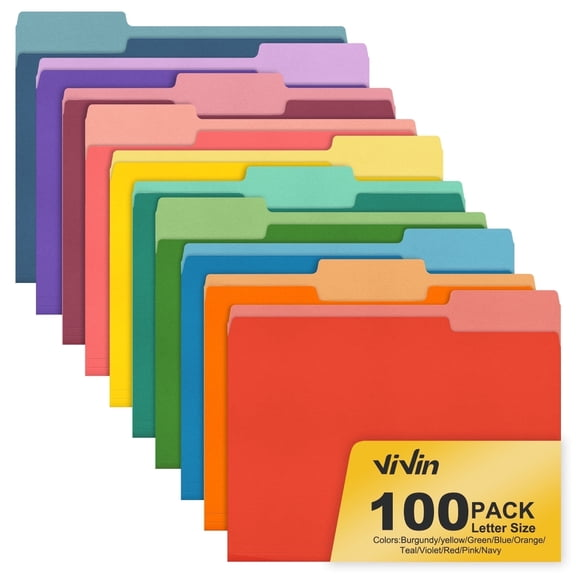 ViVin
100 PACK
Letter Size
Colors:Burgundy/yellow/Green/Blue/Orange/
Teal/Violet/Red/Pink/Navy